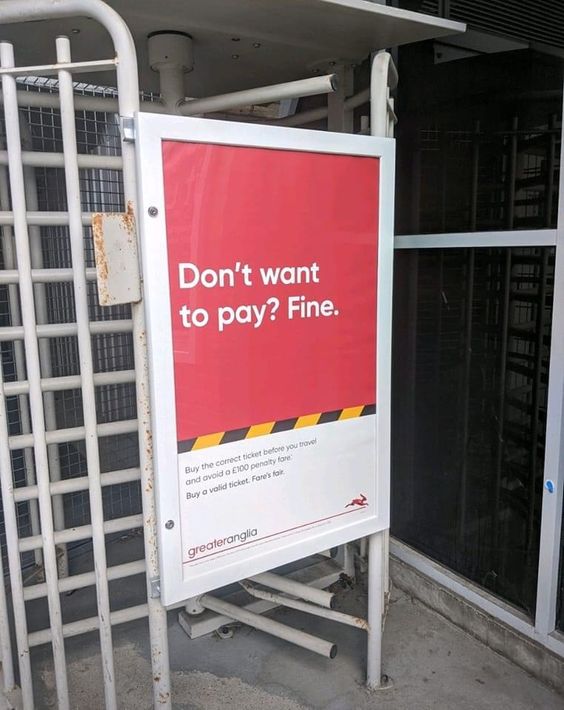 Don't want
to pay? Fine.
Buy the correct ticket before you travel
and avoid a £100 penalty fare.*
Buy a valid ticket. Fare's fair.
greateranglia